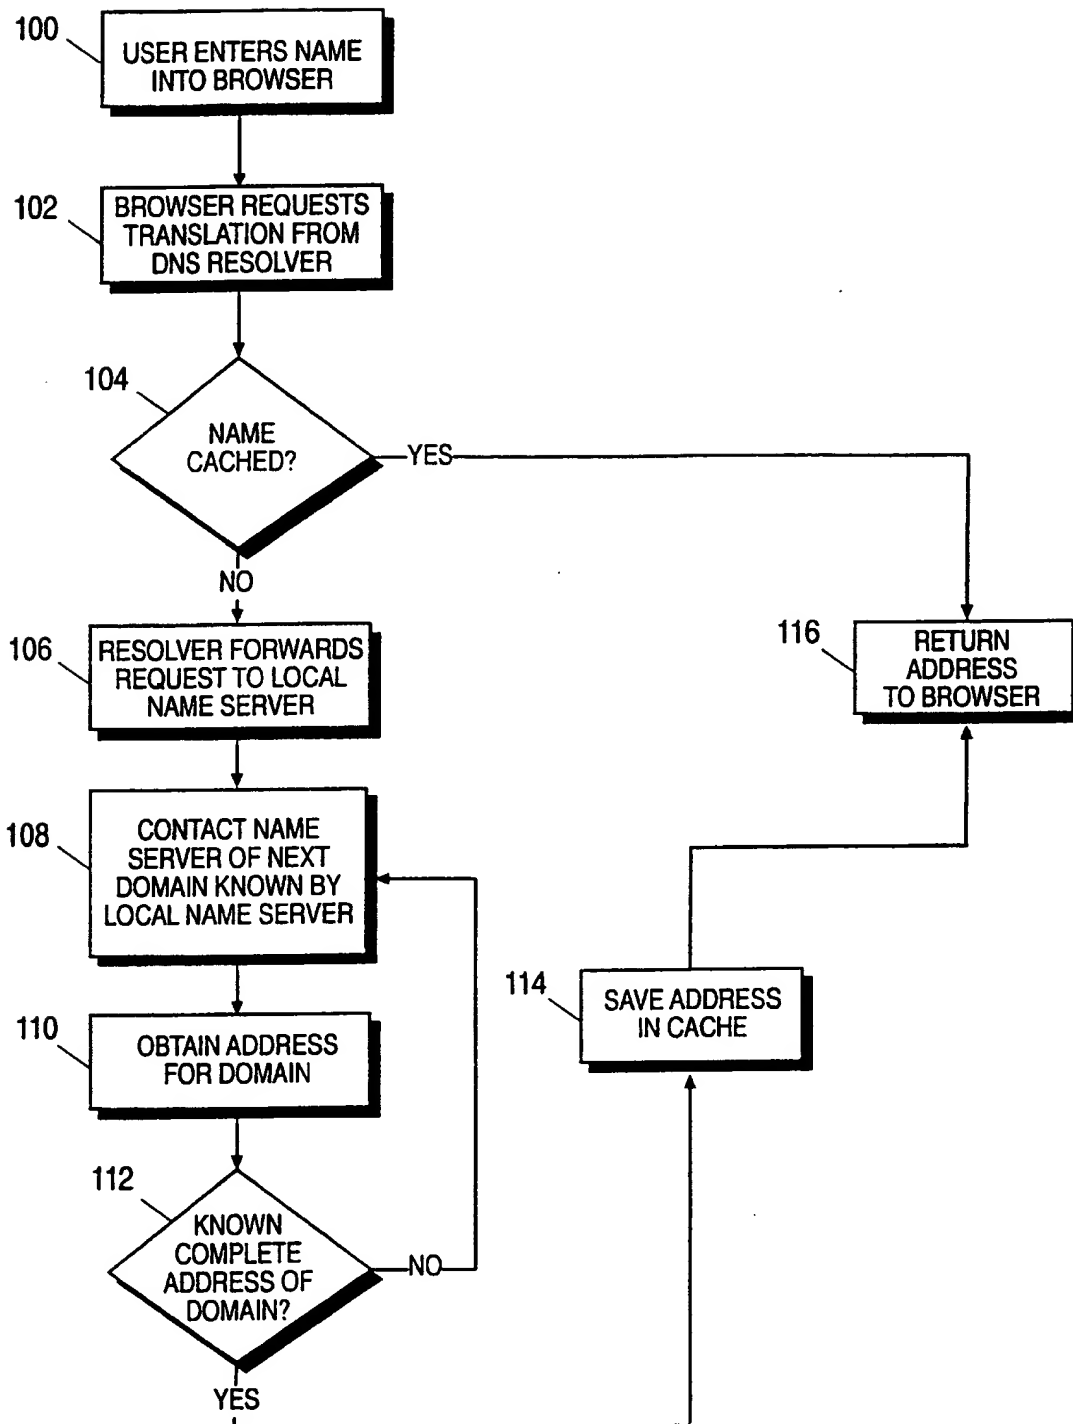 100
USER ENTERS NAME
INTO BROWSER
102
BROWSER REQUESTS
TRANSLATION FROM
DNS RESOLVER
104
NAME
CACHED?
YES
NO
106
RESOLVER FORWARDS
REQUEST TO LOCAL
NAME SERVER
116
RETURN
ADDRESS
TO BROWSER
108
CONTACT NAME
SERVER OF NEXT
DOMAIN KNOWN BY
LOCAL NAME SERVER
114
SAVE ADDRESS
IN CACHE
110
OBTAIN ADDRESS
FOR DOMAIN
112
KNOWN
COMPLETE
ADDRESS OF
DOMAIN?
NO
YES